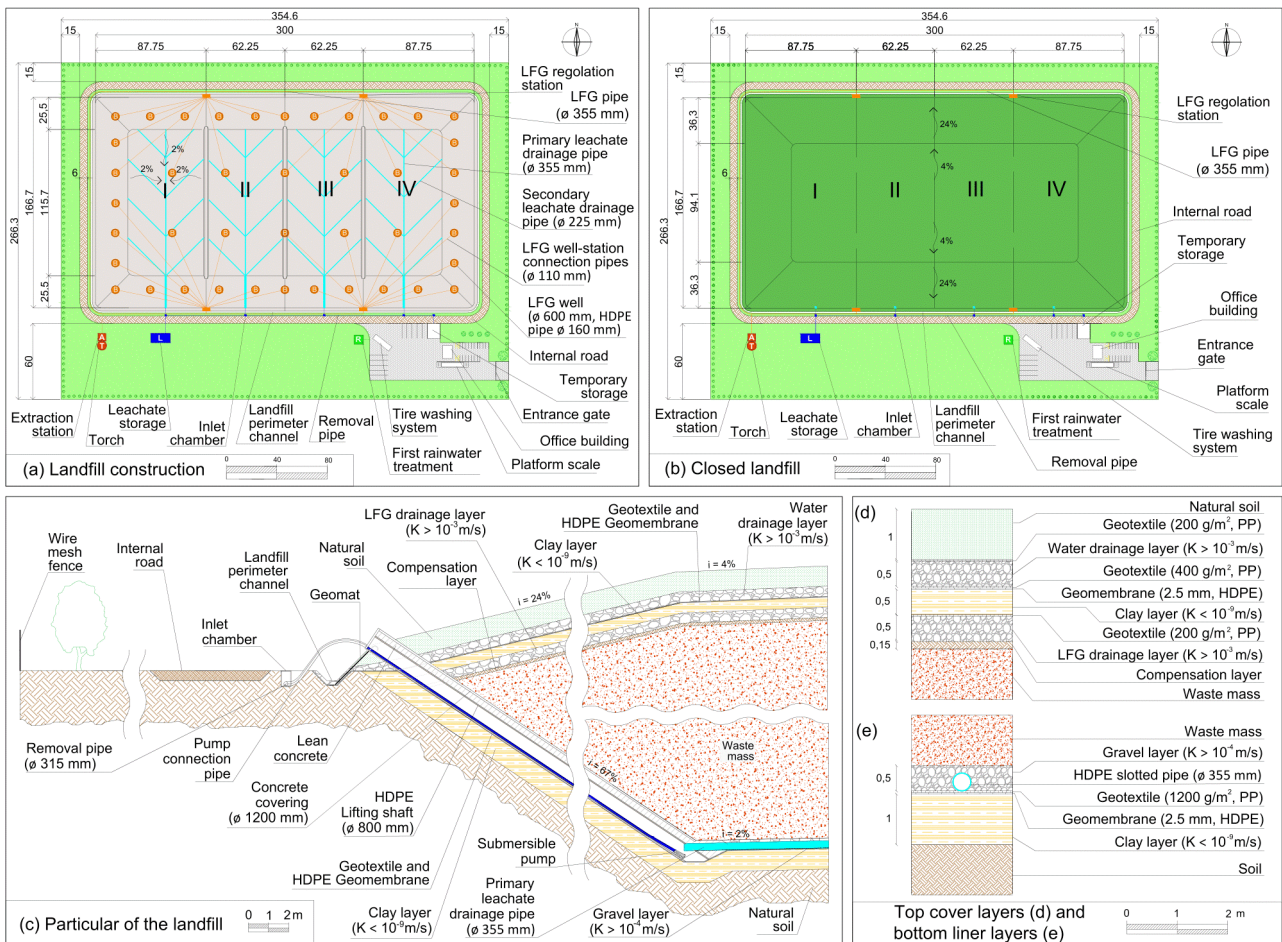 354.6
15
300
15
87.75
62.25
62.25
87.75
N
15
25.5
6
266.3
166.7
115.7
25.5
60
2%
2%
2%
I
II
III
IV
B
A
T
L
R
LFG regolation
station
LFG pipe
(ø 355 mm)
Primary leachate
drainage pipe
(ø 355 mm)
Secondary
leachate drainage
pipe (ø 225 mm)
LFG well-station
connection pipes
(ø 110 mm)
LFG well
(ø 600 mm, HDPE
pipe ø 160 mm)
Internal road
Temporary
storage
Entrance gate
Office building
Platform scale
Extraction
station
Torch
Leachate
storage
Inlet
chamber
Landfill
perimeter
channel
Removal
pipe
Tire washing
system
First rainwater
treatment
(a) Landfill construction
0 40 80
354.6
15
300
15
87.75
62.25
62.25
87.75
N
15
36.3
6
266.3
166.7
94.1
36.3
60
24%
4%
4%
24%
I
II
III
IV
A
T
L
R
LFG regolation
station
LFG pipe
(ø 355 mm)
Internal road
Temporary
storage
Office
building
Entrance
gate
Platform
scale
Extraction
station
Torch
Leachate
storage
Inlet
chamber
Landfill
perimeter
channel
First rainwater
treatment
Tire washing
system
Removal pipe
(b) Closed landfill
0 40 80
Wire
mesh
fence
Internal
road
Landfill
perimeter
channel
Inlet
chamber
Natural
soil
Geomat
LFG drainage layer
(K > 10⁻³ m/s)
Compensation
layer
Clay layer
(K < 10⁻⁹ m/s)
Geotextile and
HDPE Geomembrane
Water
drainage layer
(K > 10⁻³ m/s)
i = 24%
i = 4%
i = 67%
i = 2%
Waste
mass
Removal pipe
(ø 315 mm)
Pump
connection
pipe
Lean
concrete
Concrete
covering
(ø 1200 mm)
HDPE
Lifting shaft
(ø 800 mm)
Geotextile and
HDPE Geomembrane
Clay layer
(K < 10⁻⁹ m/s)
Submersible
pump
Primary
leachate
drainage pipe
(ø 355 mm)
Gravel layer
(K > 10⁻⁴ m/s)
Natural
soil
(c) Particular of the landfill
0 1 2 m
(d)
1
0,5
0,5
0,5
0,15
Natural soil
Geotextile (200 g/m², PP)
Water drainage layer (K > 10⁻³ m/s)
Geotextile (400 g/m², PP)
Geomembrane (2.5 mm, HDPE)
Clay layer (K < 10⁻⁹ m/s)
Geotextile (200 g/m², PP)
LFG drainage layer (K > 10⁻³ m/s)
Compensation layer
Waste mass
(e)
0,5
1
Waste mass
Gravel layer (K > 10⁻⁴ m/s)
HDPE slotted pipe (ø 355 mm)
Geotextile (1200 g/m², PP)
Geomembrane (2.5 mm, HDPE)
Clay layer (K < 10⁻⁹ m/s)
Soil
Top cover layers (d) and
bottom liner layers (e)
0 1 2 m